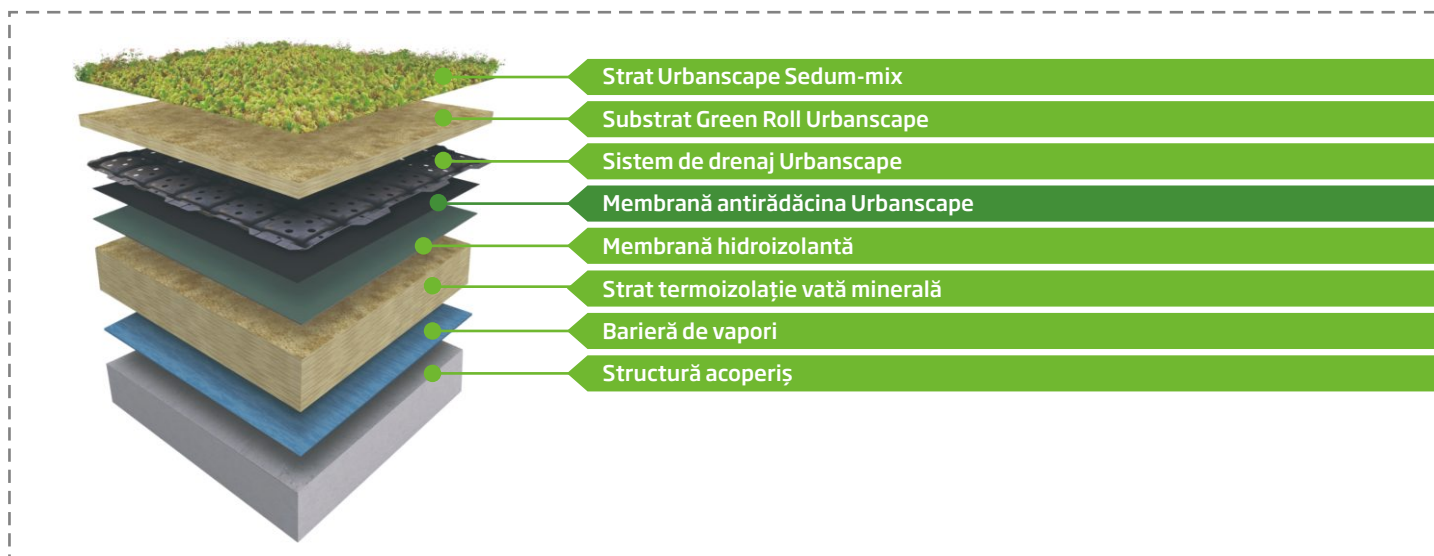 Strat Urbanscape Sedum-mix
Substrat Green Roll Urbanscape
Sistem de drenaj Urbanscape
Membrană antirădăcina Urbanscape
Membrană hidroizolantă
Strat termoizolație vată minerală
Barieră de vapori
Structură acoperiș